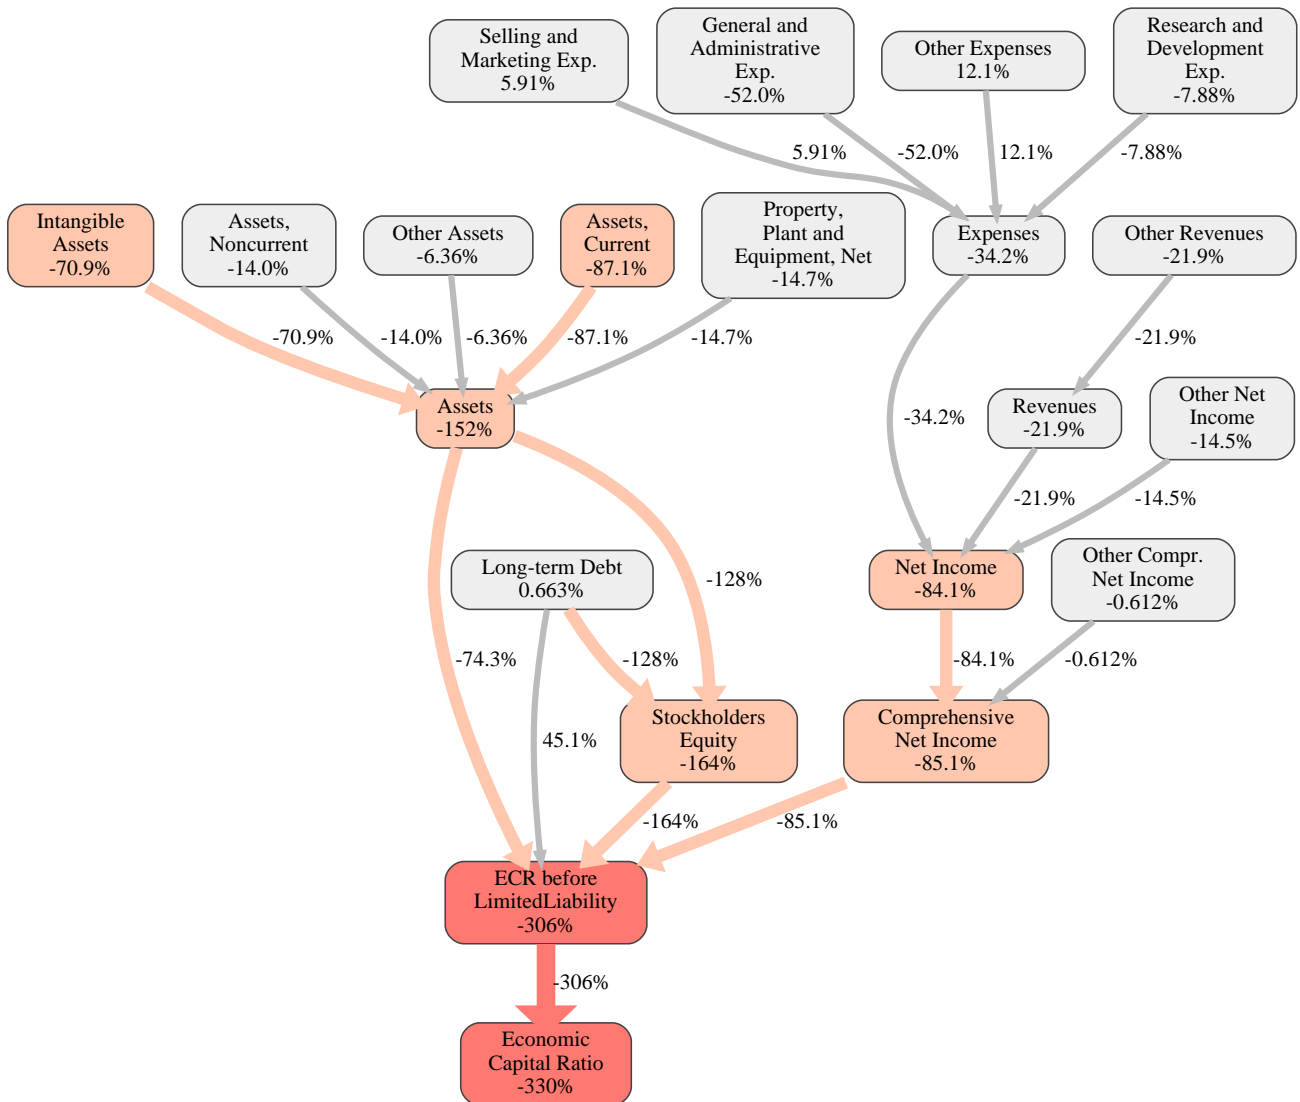 Selling and
Marketing Exp.
5.91%
General and
Administrative
Exp.
-52.0%
Other Expenses
12.1%
Research and
Development
Exp.
-7.88%
5.91%
-52.0%
12.1%
-7.88%
Intangible
Assets
-70.9%
Assets,
Noncurrent
-14.0%
Other Assets
-6.36%
Assets,
Current
-87.1%
Property,
Plant and
Equipment, Net
-14.7%
Expenses
-34.2%
Other Revenues
-21.9%
-70.9%
-14.0%
-6.36%
-87.1%
-14.7%
-21.9%
Assets
-152%
-34.2%
Revenues
-21.9%
Other Net
Income
-14.5%
-21.9%
-14.5%
Long-term Debt
0.663%
-128%
Net Income
-84.1%
Other Compr.
Net Income
-0.612%
-74.3%
-128%
-84.1%
-0.612%
45.1%
Stockholders
Equity
-164%
Comprehensive
Net Income
-85.1%
-164%
-85.1%
ECR before
LimitedLiability
-306%
-306%
Economic
Capital Ratio
-330%